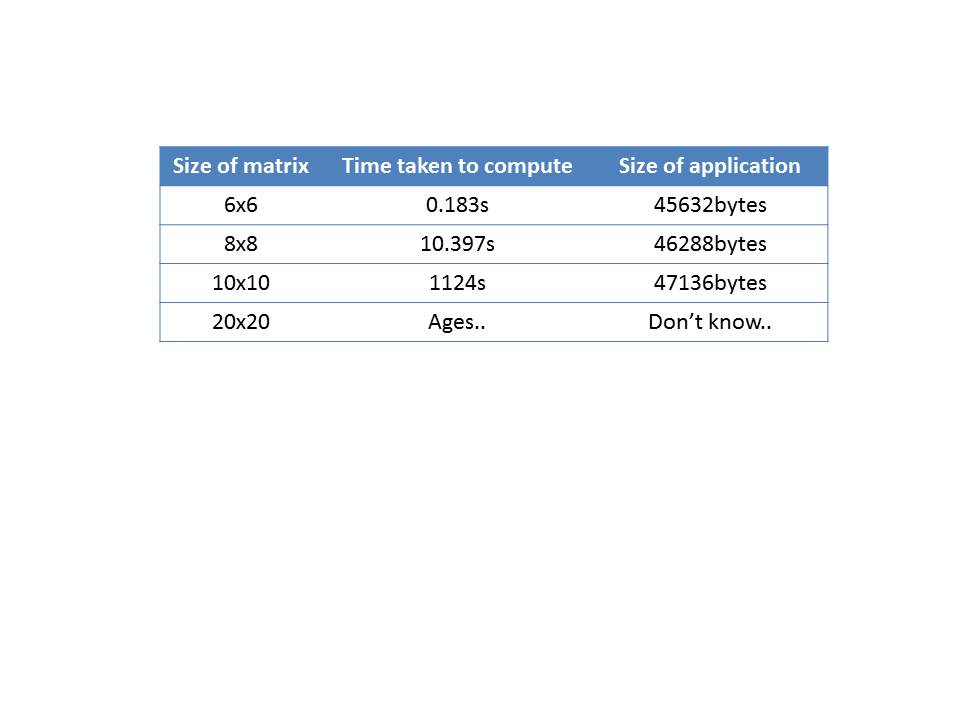 Size of matrix Time taken to compute Size of application
6x6 0.183s 45632bytes
8x8 10.397s 46288bytes
10x10 1124s 47136bytes
20x20 Ages.. Don’t know..